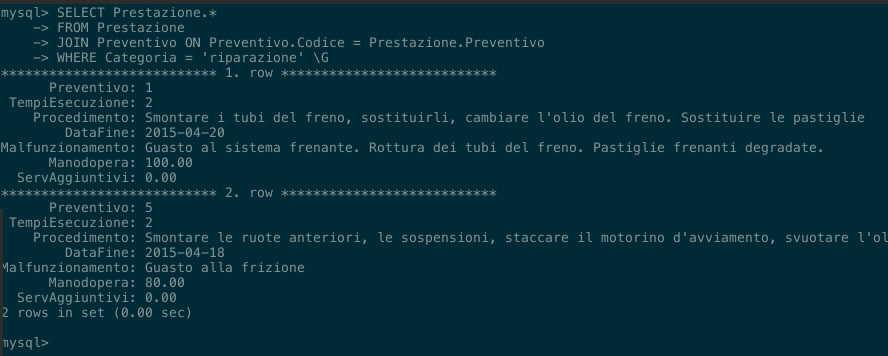 mysql> SELECT Prestazione.*
    -> FROM Prestazione
    -> JOIN Preventivo ON Preventivo.Codice = Prestazione.Preventivo
    -> WHERE Categoria = 'riparazione' \G
*************************** 1. row ***************************
      Preventivo: 1
 TempiEsecuzione: 2
    Procedimento: Smontare i tubi del freno, sostituirli, cambiare l'olio del freno. Sostituire le pastiglie
        DataFine: 2015-04-20
Malfunzionamento: Guasto al sistema frenante. Rottura dei tubi del freno. Pastiglie frenanti degradate.
      Manodopera: 100.00
  ServAggiuntivi: 0.00
*************************** 2. row ***************************
      Preventivo: 5
 TempiEsecuzione: 2
    Procedimento: Smontare le ruote anteriori, le sospensioni, staccare il motorino d'avviamento, svuotare l'ol
        DataFine: 2015-04-18
Malfunzionamento: Guasto alla frizione
      Manodopera: 80.00
  ServAggiuntivi: 0.00
2 rows in set (0.00 sec)
mysql>